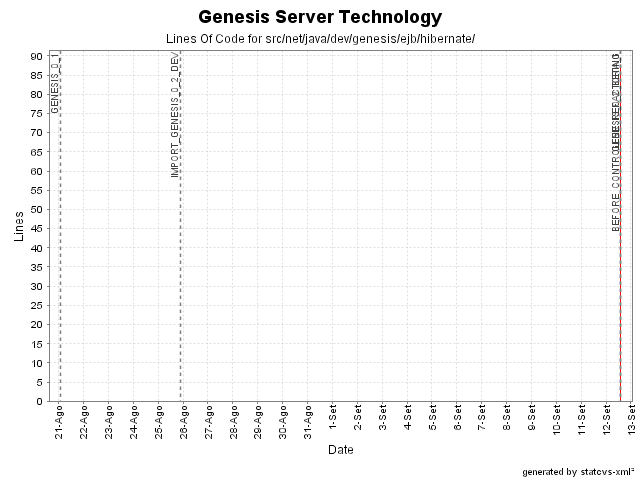 Genesis Server Technology
Lines Of Code for src/net/java/dev/genesis/ejb/hibernate/
90
85
80
75
70
65
60
55
50
45
40
35
30
25
20
15
10
5
0
Lines
GENESIS_0_1
IMPORT_GENESIS_0_2_DEV
21-Ago
22-Ago
23-Ago
24-Ago
25-Ago
26-Ago
27-Ago
28-Ago
29-Ago
30-Ago
31-Ago
1-Set
2-Set
3-Set
4-Set
5-Set
6-Set
7-Set
8-Set
9-Set
10-Set
11-Set
12-Set
13-Set
Date
generated by statcvs-xml²